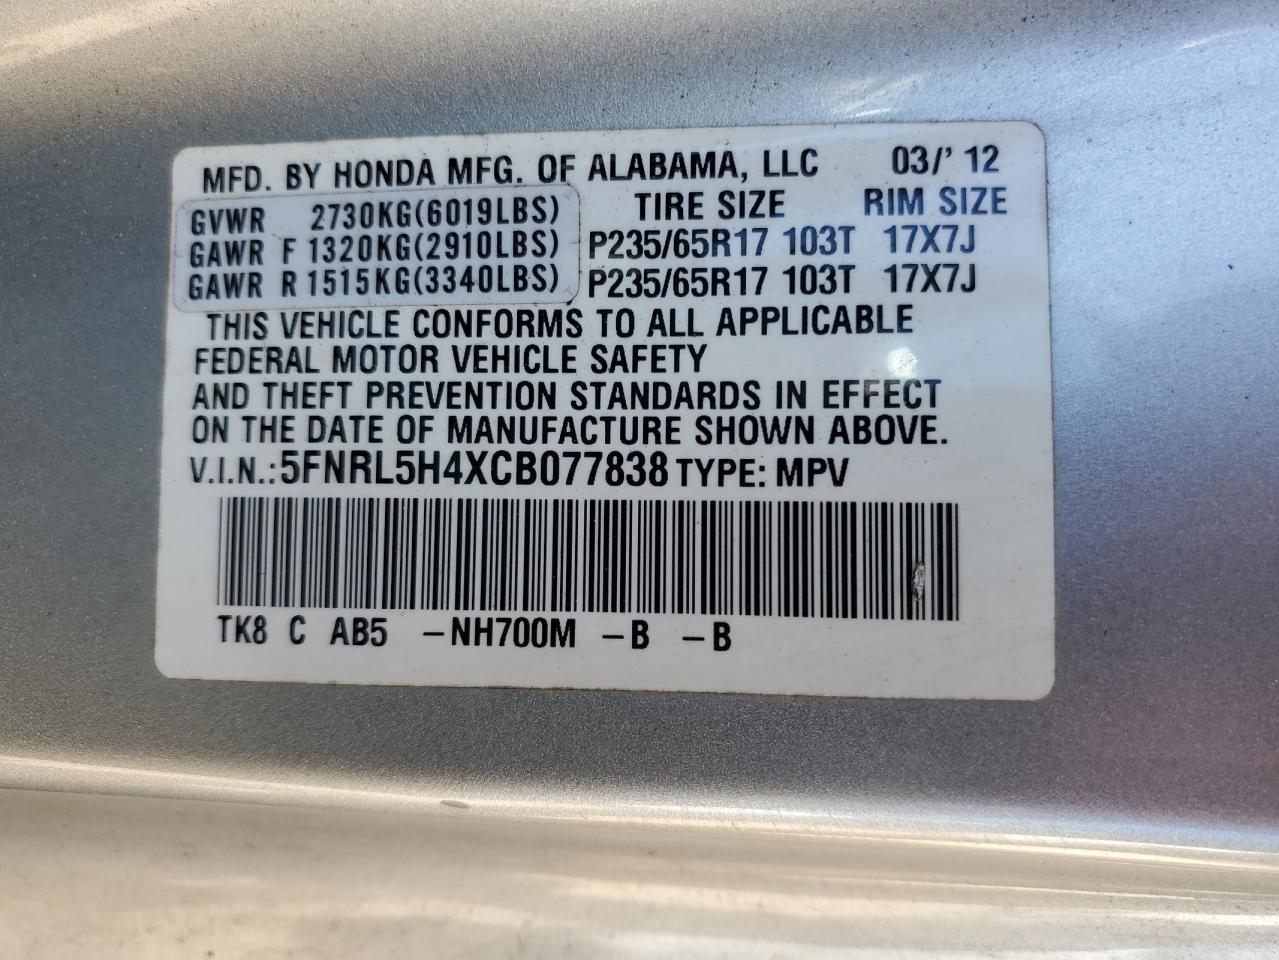 MFD. BY HONDA MFG. OF ALABAMA, LLC 03/' 12
GVWR 2730KG(6019LBS) TIRE SIZE RIM SIZE
GAWR F 1320KG(2910LBS) P235/65R17 103T 17X7J
GAWR R 1515KG(3340LBS) P235/65R17 103T 17X7J
THIS VEHICLE CONFORMS TO ALL APPLICABLE
FEDERAL MOTOR VEHICLE SAFETY
AND THEFT PREVENTION STANDARDS IN EFFECT
ON THE DATE OF MANUFACTURE SHOWN ABOVE.
V.I.N.:5FNRL5H4XCB077838 TYPE: MPV
TK8 C AB5 -NH700M -B -B